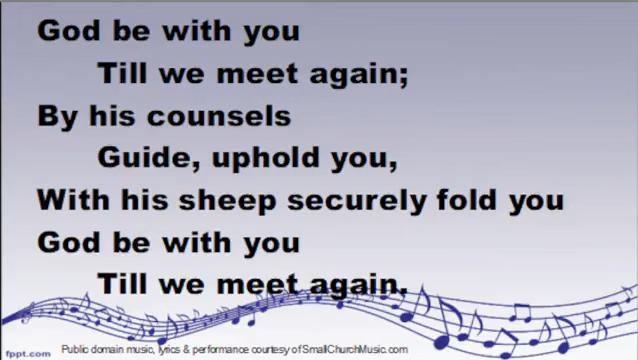 God be with you
Till we meet again;
By his counsels
Guide, uphold you,
With his sheep securely fold you
God be with you
Till we meet again.
fppt.com
Public domain music, lyrics & performance courtesy of SmallChurchMusic.com